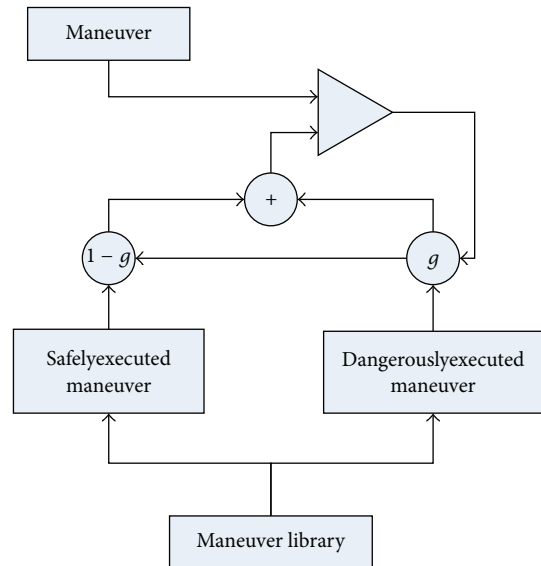 Maneuver
+
1 − g
g
Safelyexecuted
maneuver
Dangerouslyexecuted
maneuver
Maneuver library